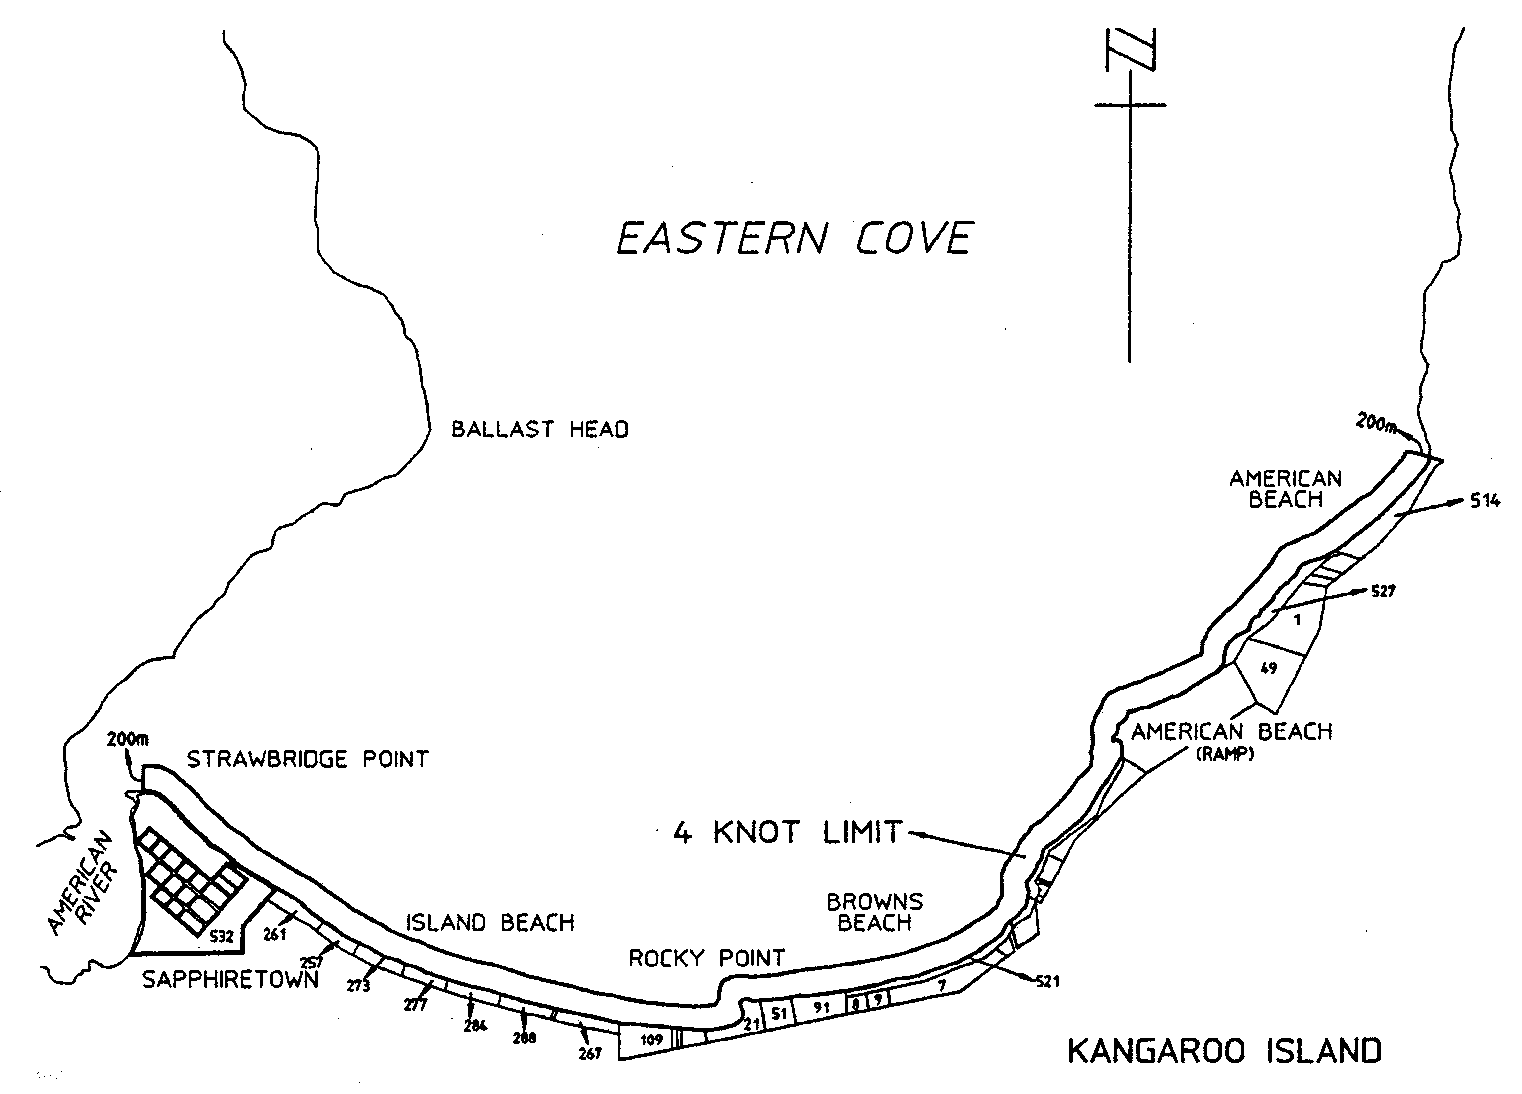 N
EASTERN COVE
BALLAST HEAD
200m
AMERICAN
BEACH
514
527
1
49
AMERICAN BEACH
(RAMP)
200m
STRAWBRIDGE POINT
4 KNOT LIMIT
AMERICAN
RIVER
BROWNS
BEACH
ISLAND BEACH
532
261
ROCKY POINT
257
SAPPHIRETOWN
273
277
284
288
267
109
21
51
91
8
9
7
521
KANGAROO ISLAND